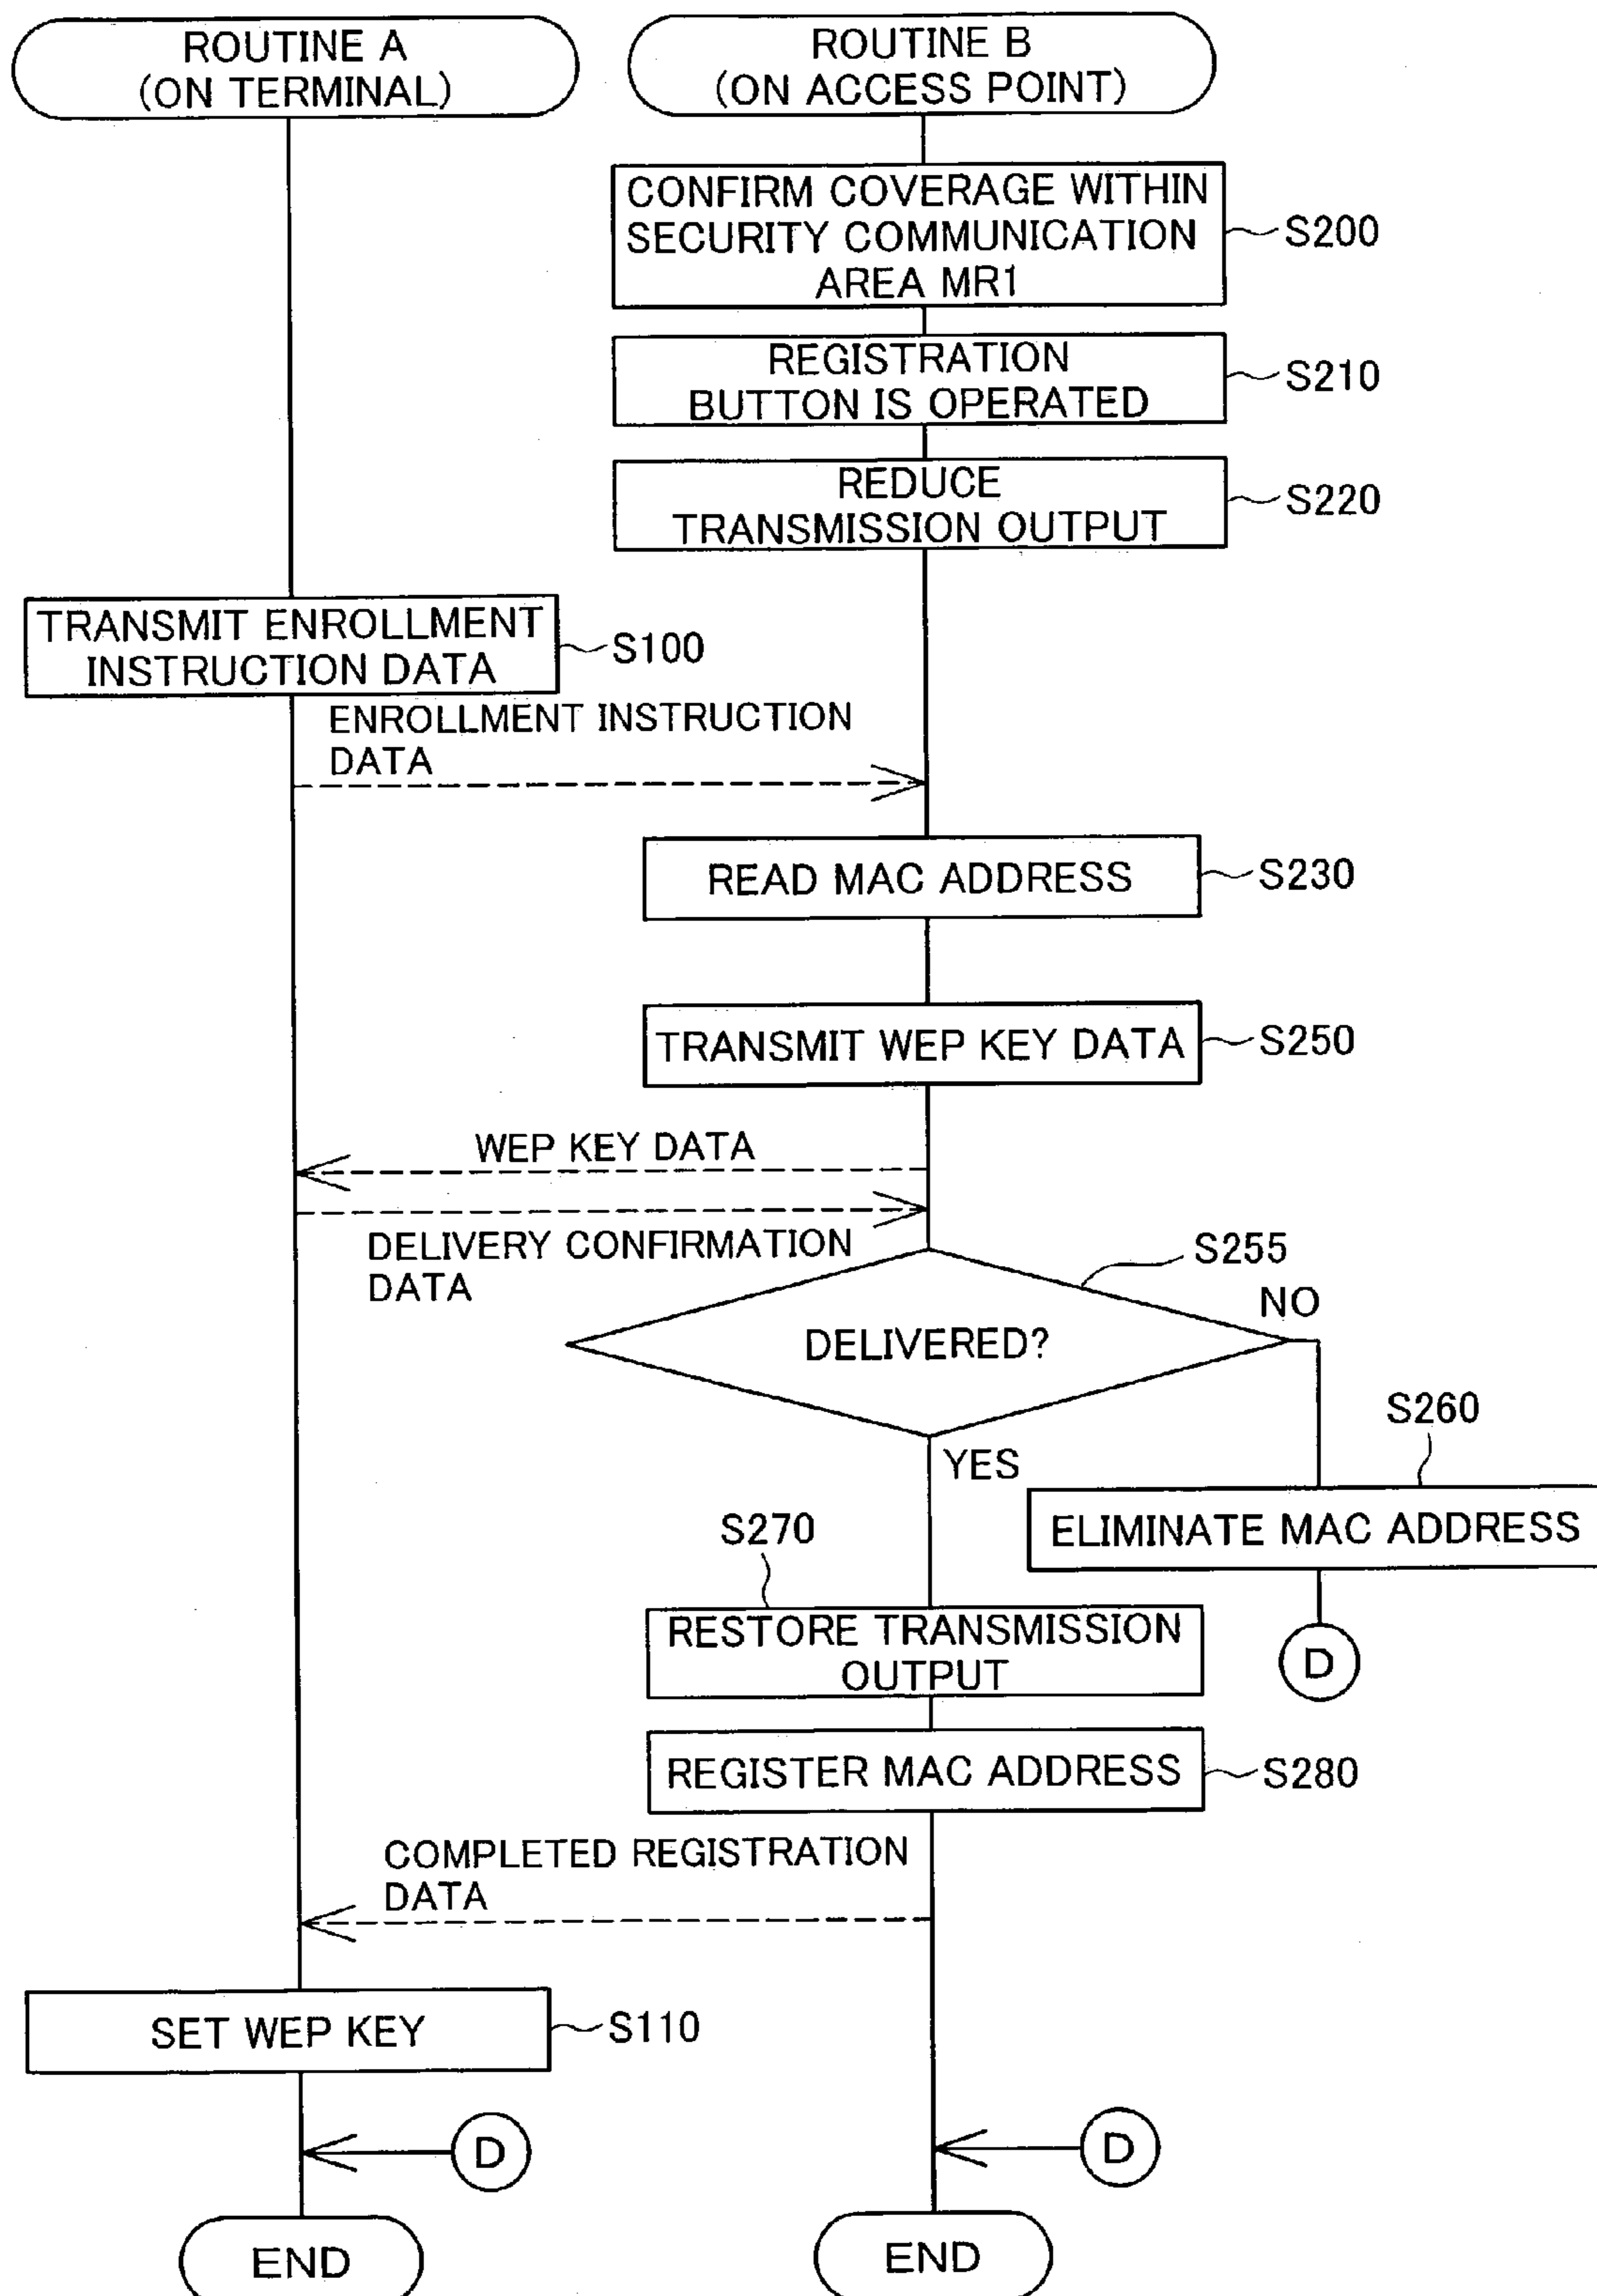 ROUTINE A
(ON TERMINAL)
ROUTINE B
(ON ACCESS POINT)
CONFIRM COVERAGE WITHIN
SECURITY COMMUNICATION
AREA MR1
S200
REGISTRATION
BUTTON IS OPERATED
S210
REDUCE
TRANSMISSION OUTPUT
S220
TRANSMIT ENROLLMENT
INSTRUCTION DATA
S100
ENROLLMENT INSTRUCTION
DATA
READ MAC ADDRESS
S230
TRANSMIT WEP KEY DATA
S250
WEP KEY DATA
DELIVERY CONFIRMATION
DATA
S255
NO
DELIVERED?
YES
S260
ELIMINATE MAC ADDRESS
D
S270
RESTORE TRANSMISSION
OUTPUT
REGISTER MAC ADDRESS
S280
COMPLETED REGISTRATION
DATA
SET WEP KEY
S110
D
D
END
END